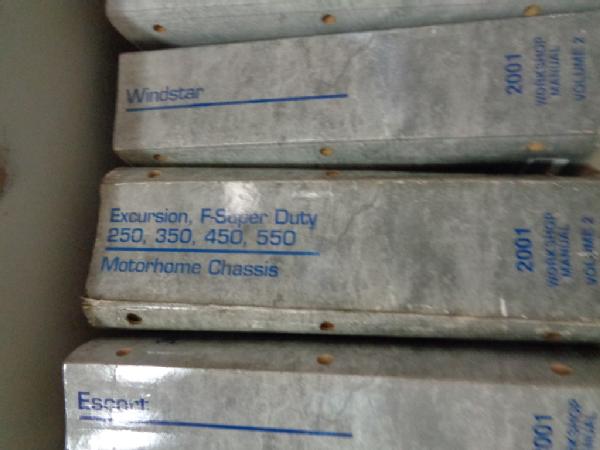 Windstar
2001
WORKSHOP
MANUAL
VOLUME 2
Excursion, F-Super Duty
250, 350, 450, 550
Motorhome Chassis
2001
WORKSHOP
MANUAL
VOLUME 2
Escort